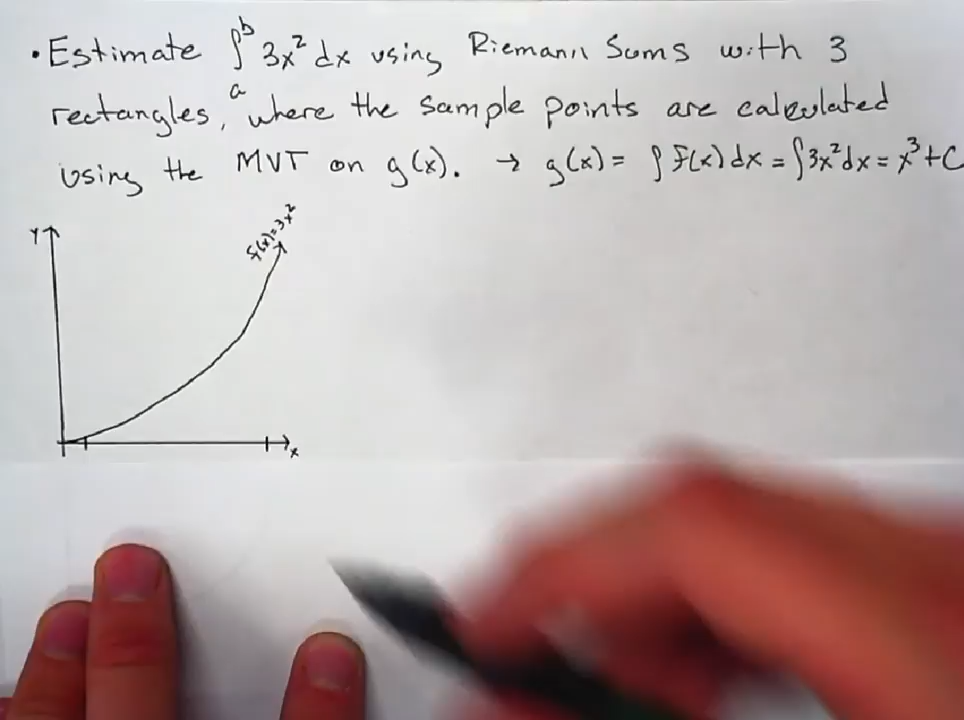 • Estimate ∫ₐᵇ 3x² dx using Riemann Sums with 3
rectangles, where the sample points are calculated
using the MVT on g(x). → g(x) = ∫ f(x) dx = ∫ 3x² dx = x³ + C
f(x)=3x²
Y
x